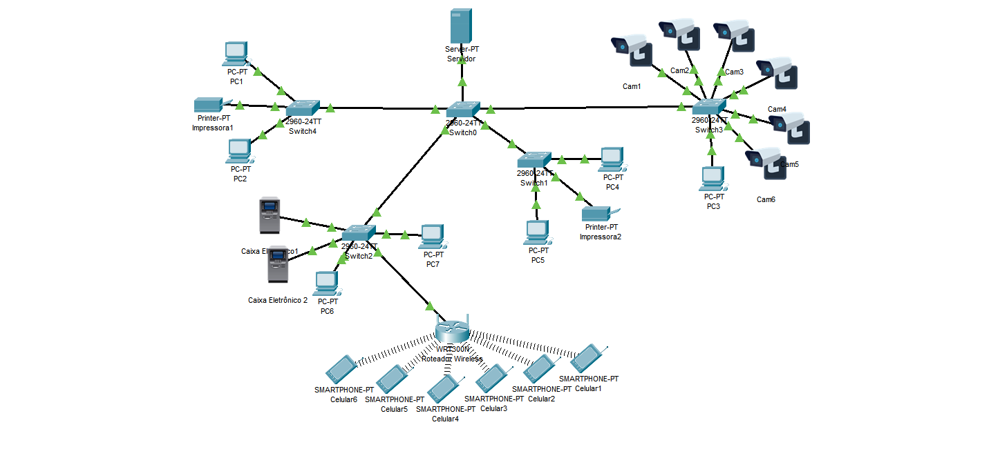 Server-PT
Servidor
PC-PT
PC1
Printer-PT
Impressora1
PC-PT
PC2
2960-24TT
Switch4
2960-24TT
Switch0
Cam1
Cam2
Cam3
Cam4
Cam5
Cam6
2960-24TT
Switch3
PC-PT
PC3
2960-24TT
Switch1
PC-PT
PC4
Printer-PT
Impressora2
PC-PT
PC5
Caixa Eletrônico1
Caixa Eletrônico 2
2960-24TT
Switch2
PC-PT
PC7
PC-PT
PC6
WRT300N
Roteador Wireless
SMARTPHONE-PT
Celular6
SMARTPHONE-PT
Celular5
SMARTPHONE-PT
Celular4
SMARTPHONE-PT
Celular3
SMARTPHONE-PT
Celular2
SMARTPHONE-PT
Celular1